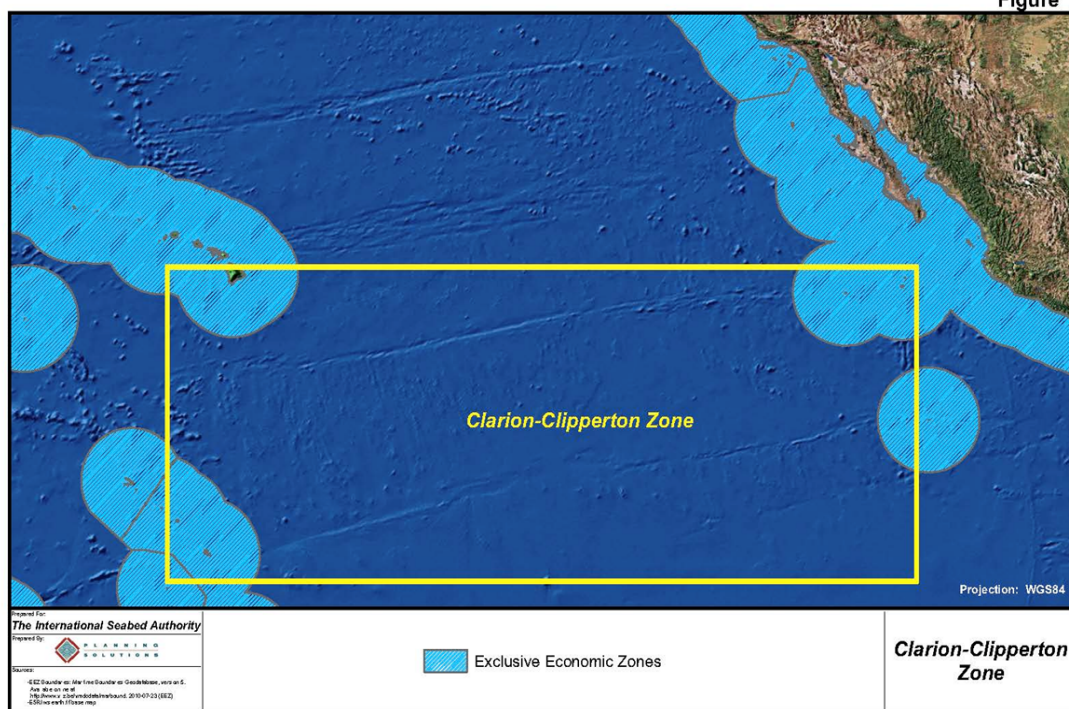 Figure
Clarion-Clipperton Zone
Projection: WGS84
Prepared For:
The International Seabed Authority
Prepared By:
PLANNING
SOLUTIONS
Sources:
Exclusive Economic Zones
Clarion-Clipperton
Zone